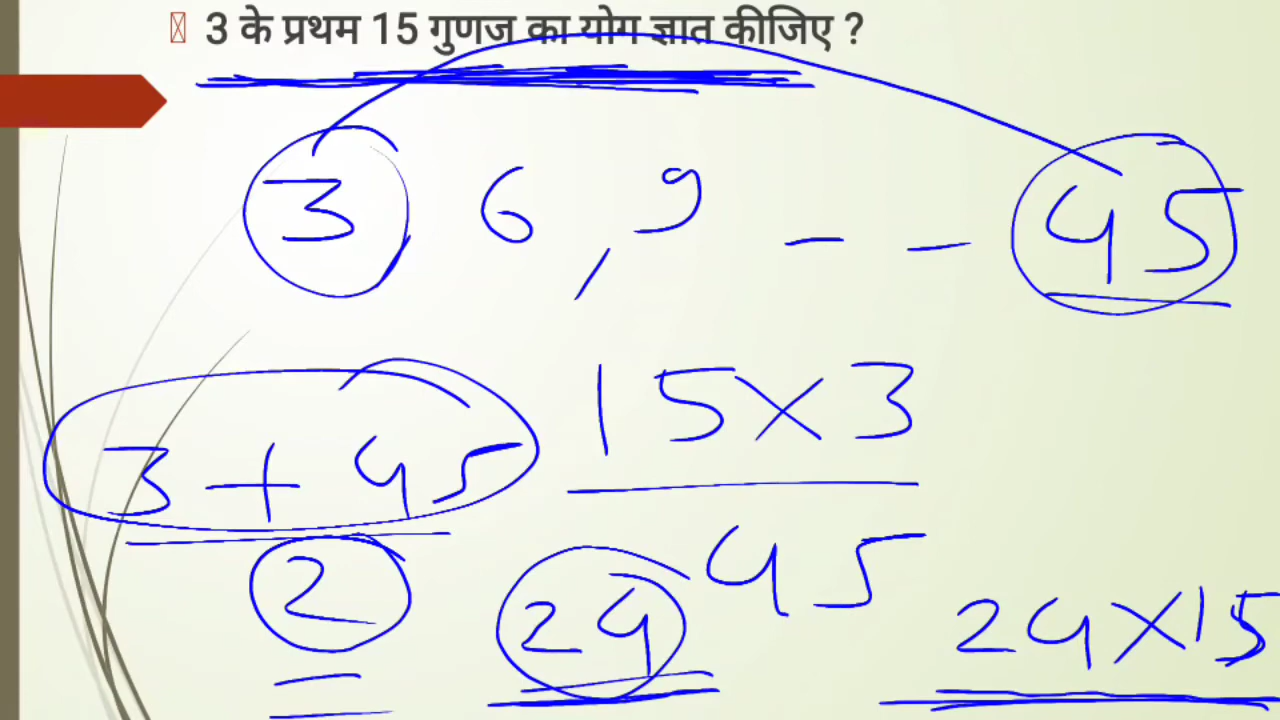 3 के प्रथम 15 गुणज का योग ज्ञात कीजिए ?
3 6 , 9 - - 45
15 × 3
3 + 45
2
45
24
24 × 15